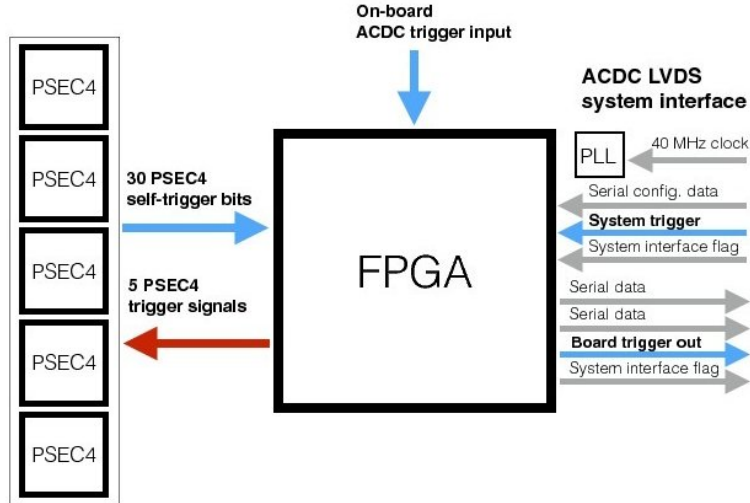 On-board
ACDC trigger input
PSEC4
PSEC4
PSEC4
PSEC4
PSEC4
30 PSEC4
self-trigger bits
5 PSEC4
trigger signals
FPGA
ACDC LVDS
system interface
PLL
40 MHz clock
Serial config. data
System trigger
System interface flag
Serial data
Serial data
Board trigger out
System interface flag